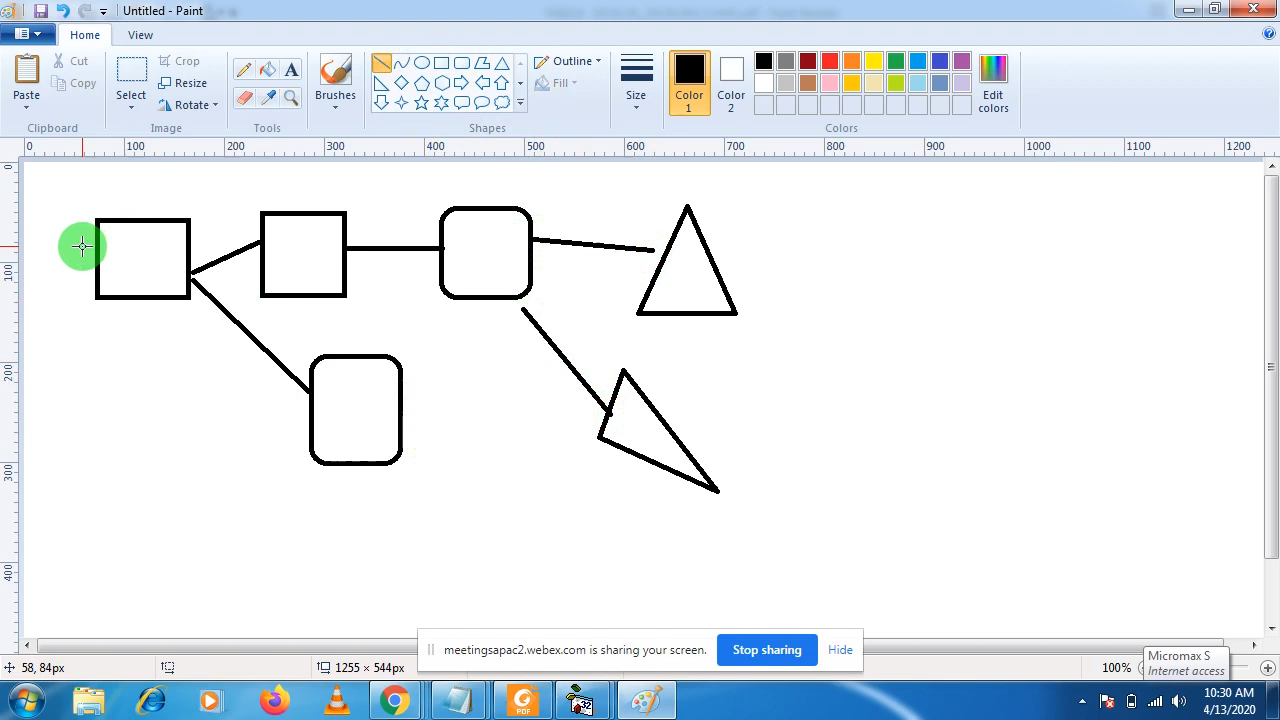 Untitled - Paint
Home
View
Paste
Cut
Copy
Clipboard
Select
Crop
Resize
Rotate
Image
A
Tools
Brushes
Outline
Fill
Shapes
Size
Color
1
Color
2
Edit
colors
Colors
0
100
200
300
400
500
600
700
800
900
1000
1100
1200
0
100
200
300
400
meetingsapac2.webex.com is sharing your screen.
Stop sharing
Hide
58, 84px
1255 × 544px
100%
Micromax S
Internet access
PDF
32
10:30 AM
4/13/2020